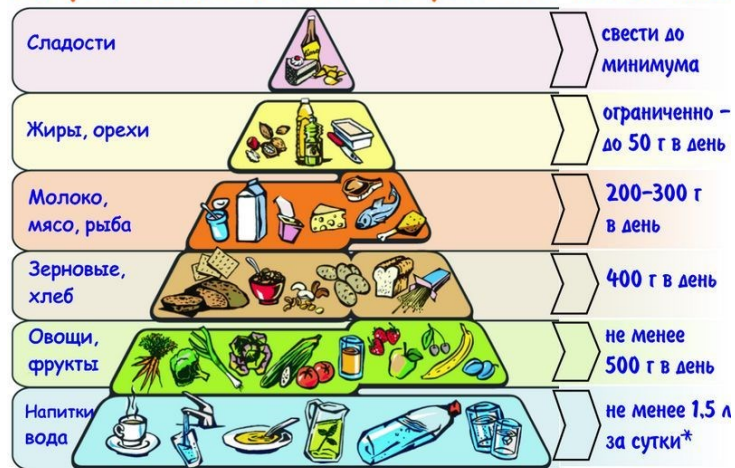 Сладости
свести до
минимума
Жиры, орехи
ограниченно –
до 50 г в день
Молоко,
мясо, рыба
200–300 г
в день
Зерновые,
хлеб
400 г в день
Овощи,
фрукты
не менее
500 г в день
Напитки
вода
не менее 1,5 л
за сутки*